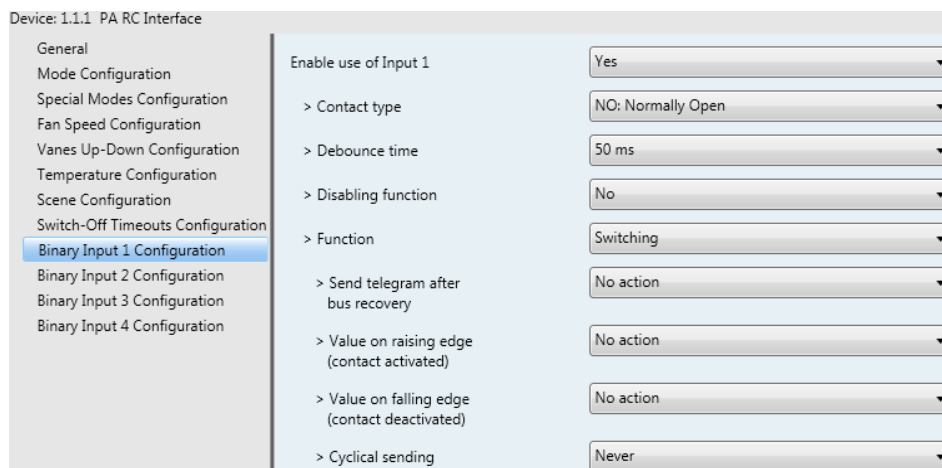 Device: 1.1.1 PA RC Interface
General
Mode Configuration
Special Modes Configuration
Fan Speed Configuration
Vanes Up-Down Configuration
Temperature Configuration
Scene Configuration
Switch-Off Timeouts Configuration
Binary Input 1 Configuration
Binary Input 2 Configuration
Binary Input 3 Configuration
Binary Input 4 Configuration
Enable use of Input 1 Yes
> Contact type NO: Normally Open
> Debounce time 50 ms
> Disabling function No
> Function Switching
> Send telegram after No action
bus recovery
> Value on raising edge No action
(contact activated)
> Value on falling edge No action
(contact deactivated)
> Cyclical sending Never